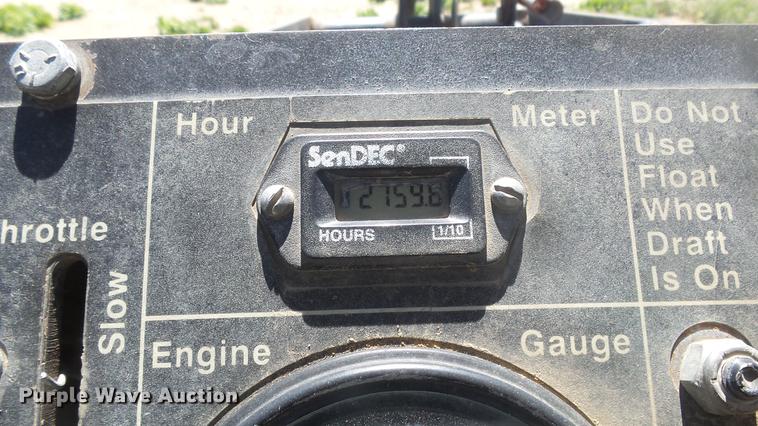 Hour
Meter
SenDEC®
2159.6
HOURS
1/10
Do Not
Use
Float
When
Draft
Is On
hrottle
Slow
Engine
Gauge
Purple Wave Auction